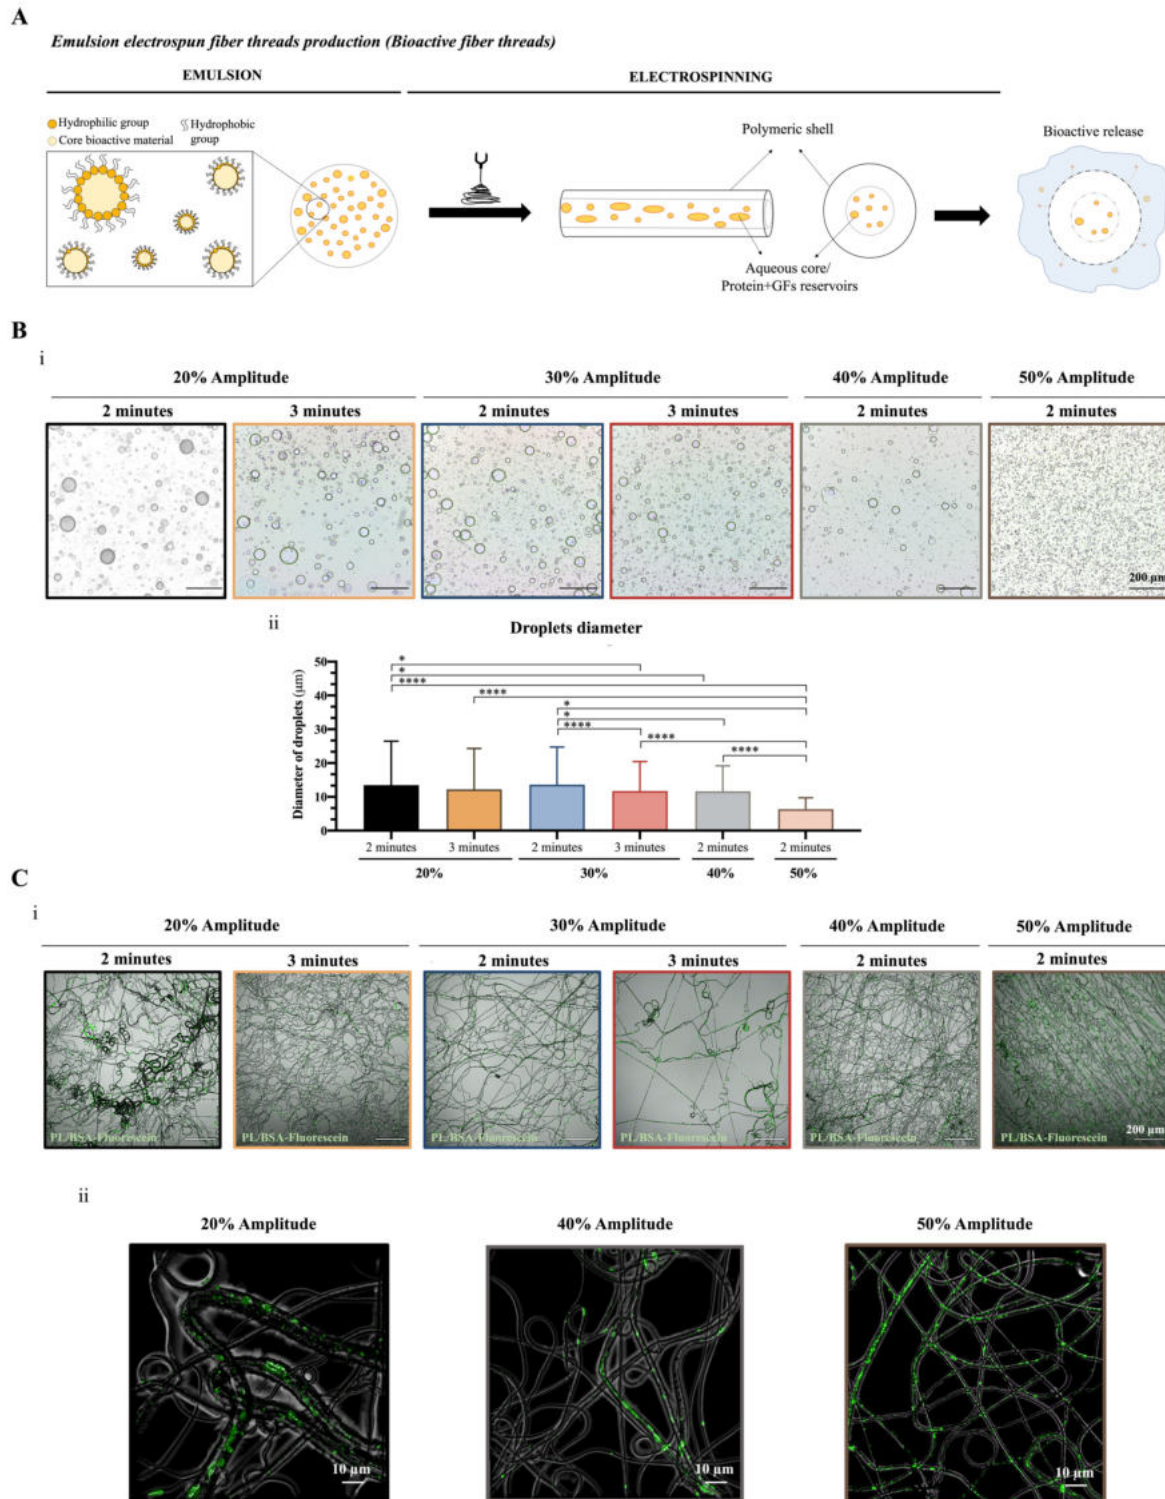 A
Emulsion electrospun fiber threads production (Bioactive fiber threads)
EMULSION
ELECTROSPINNING
Hydrophilic group
Hydrophobic group
Core bioactive material
Polymeric shell
Bioactive release
Aqueous core/
Protein+GFs reservoirs
B
i
20% Amplitude
30% Amplitude
40% Amplitude
50% Amplitude
2 minutes
3 minutes
2 minutes
3 minutes
2 minutes
2 minutes
200 µm
ii
Droplets diameter
Diameter of droplets (µm)
50
40
30
20
10
0
*
*
****
****
*
*
****
****
****
2 minutes
3 minutes
2 minutes
3 minutes
2 minutes
2 minutes
20%
30%
40%
50%
C
i
20% Amplitude
30% Amplitude
40% Amplitude
50% Amplitude
2 minutes
3 minutes
2 minutes
3 minutes
2 minutes
2 minutes
PL/BSA-Fluorescein
PL/BSA-Fluorescein
PL/BSA-Fluorescein
PL/BSA-Fluorescein
PL/BSA-Fluorescein
PL/BSA-Fluorescein
200 µm
ii
20% Amplitude
40% Amplitude
50% Amplitude
10 µm
10 µm
10 µm